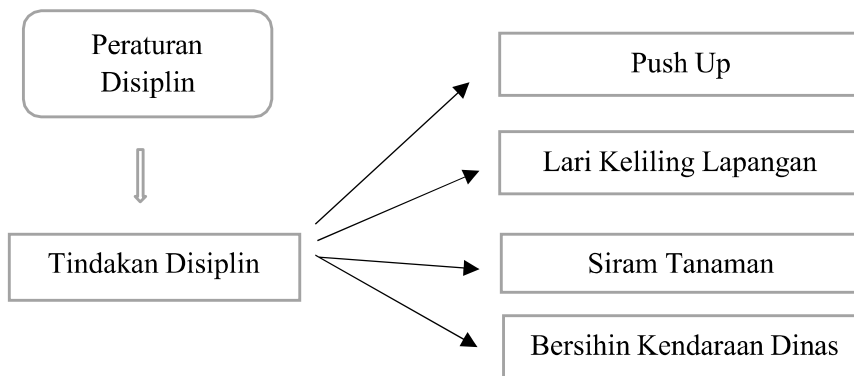 Peraturan
Disiplin
Tindakan Disiplin
Push Up
Lari Keliling Lapangan
Siram Tanaman
Bersihin Kendaraan Dinas